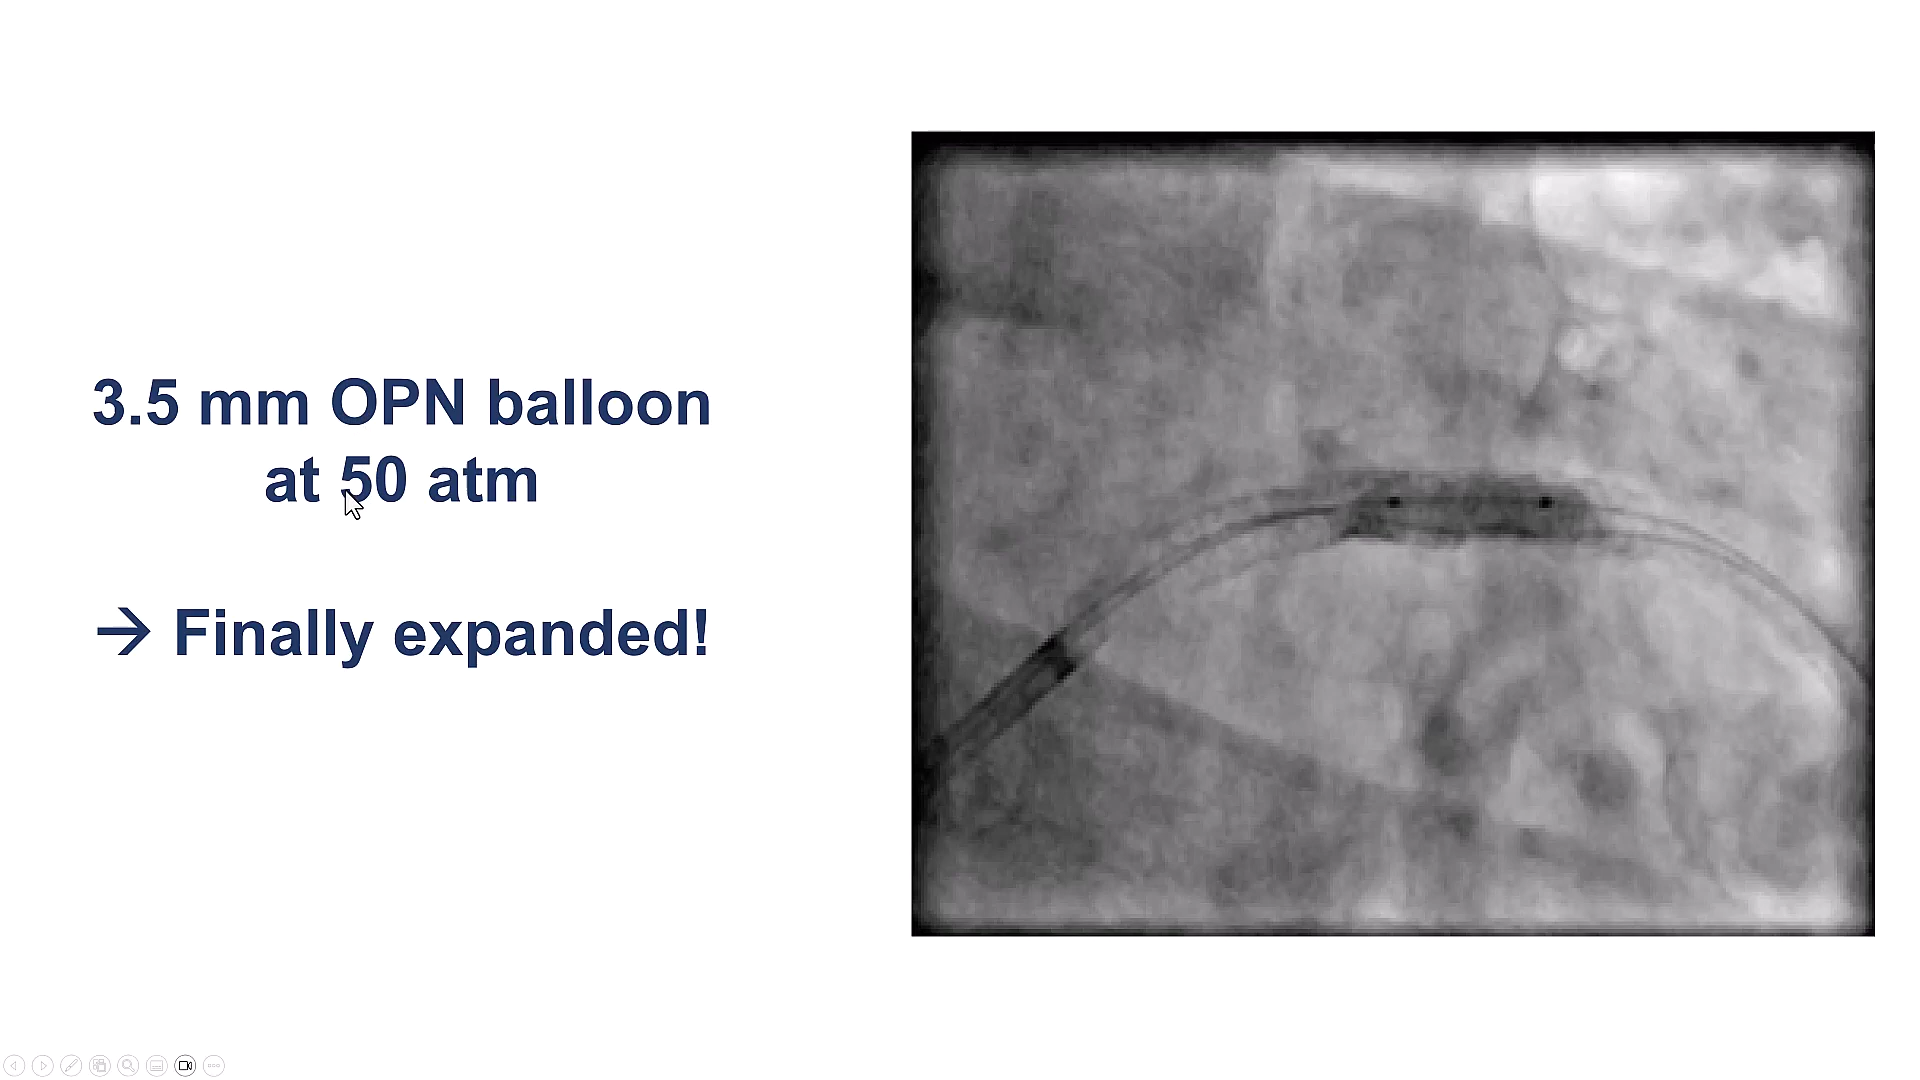 3.5 mm OPN balloon
at 50 atm
→ Finally expanded!